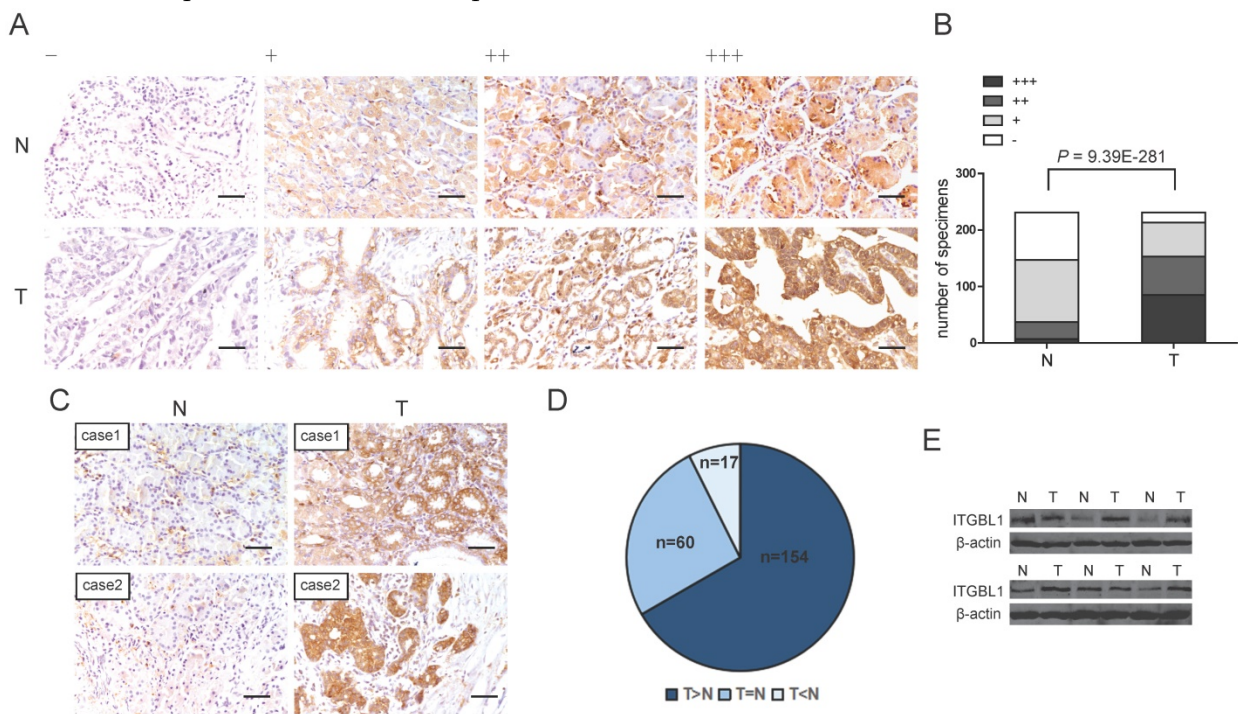 A
B
− + ++ +++
N
T
+++
++
+
-
P = 9.39E-281
number of specimens
300
200
100
0
N T
C
N T
case1 case1
case2 case2
D
n=17
n=60
n=154
T>N T=N T<N
E
N T N T N T
ITGBL1
β-actin
N T N T N T
ITGBL1
β-actin